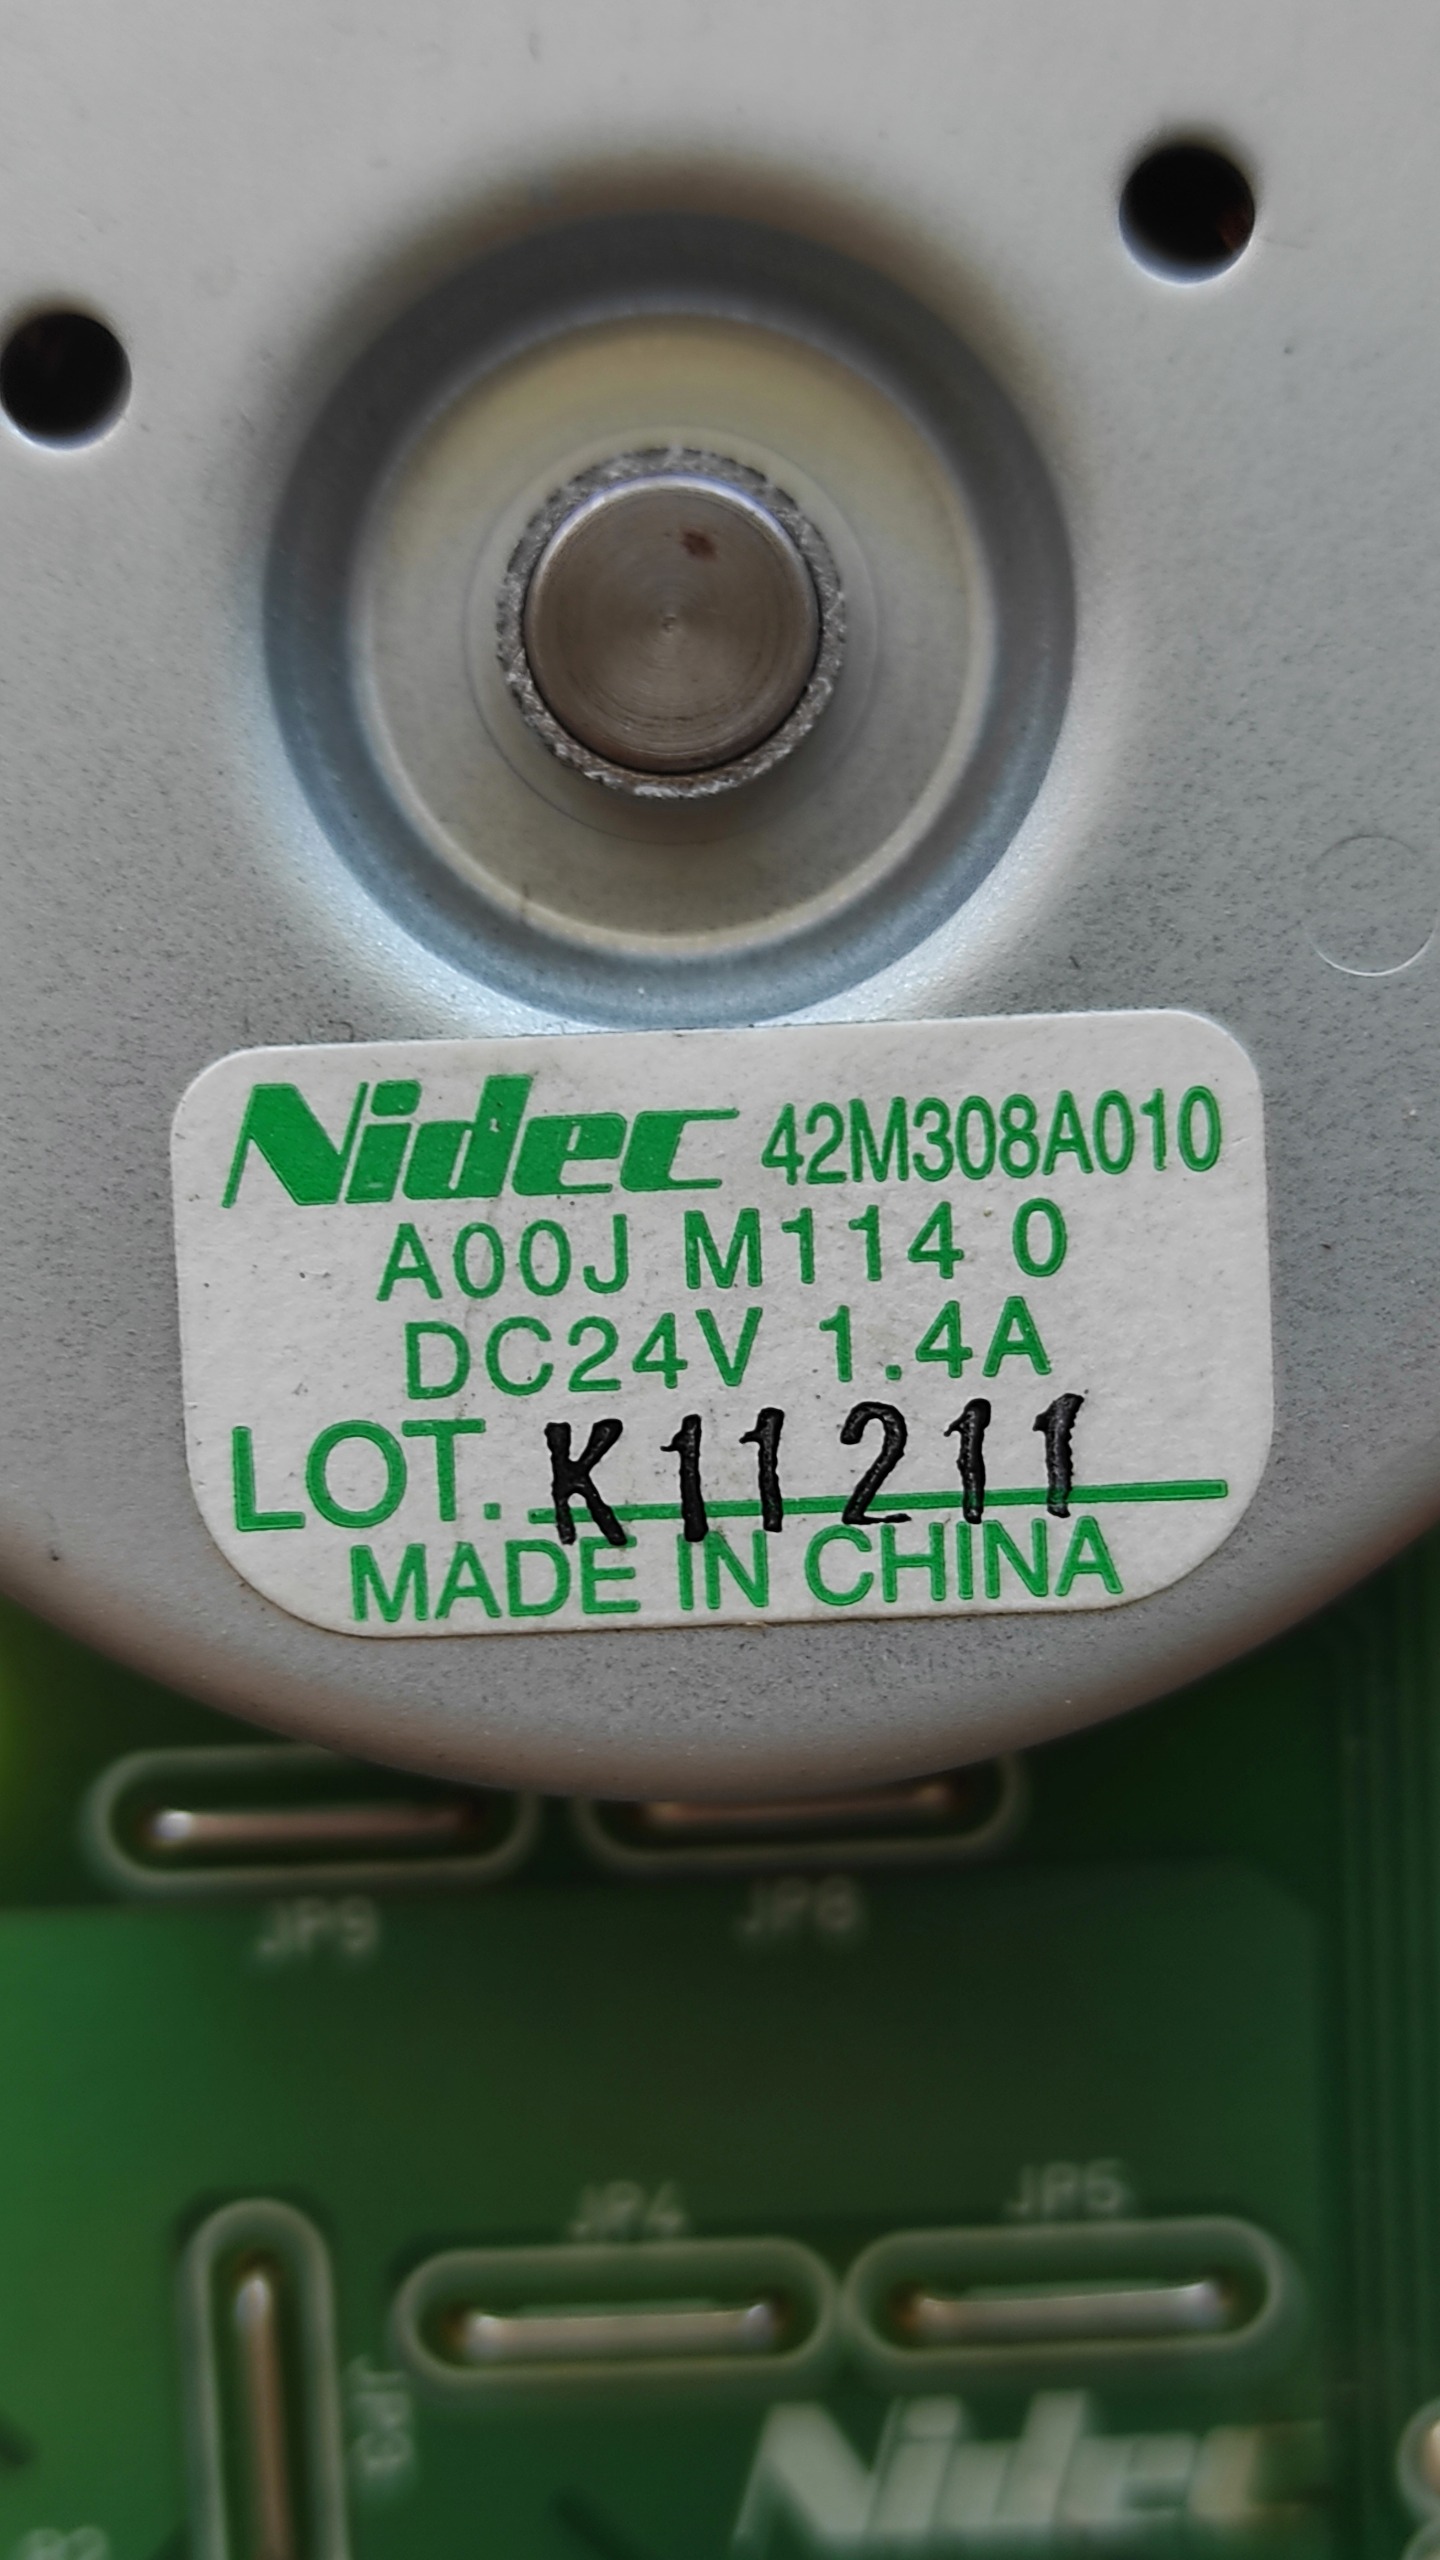 Nidec 42M308A010
A00J M114 0
DC24V 1.4A
LOT. K11211
MADE IN CHINA
JP9 JP8
JP4 JP5
JP3
Nidec